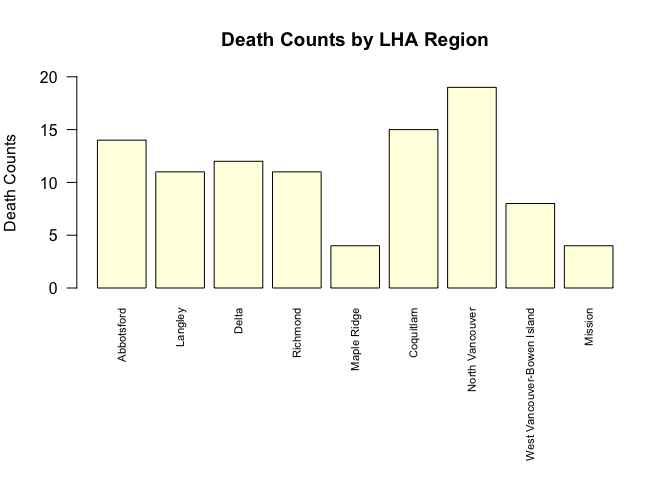 Death Counts by LHA Region
Death Counts
20
15
10
5
0
Abbotsford
Langley
Delta
Richmond
Maple Ridge
Coquitlam
North Vancouver
West Vancouver-Bowen Island
Mission